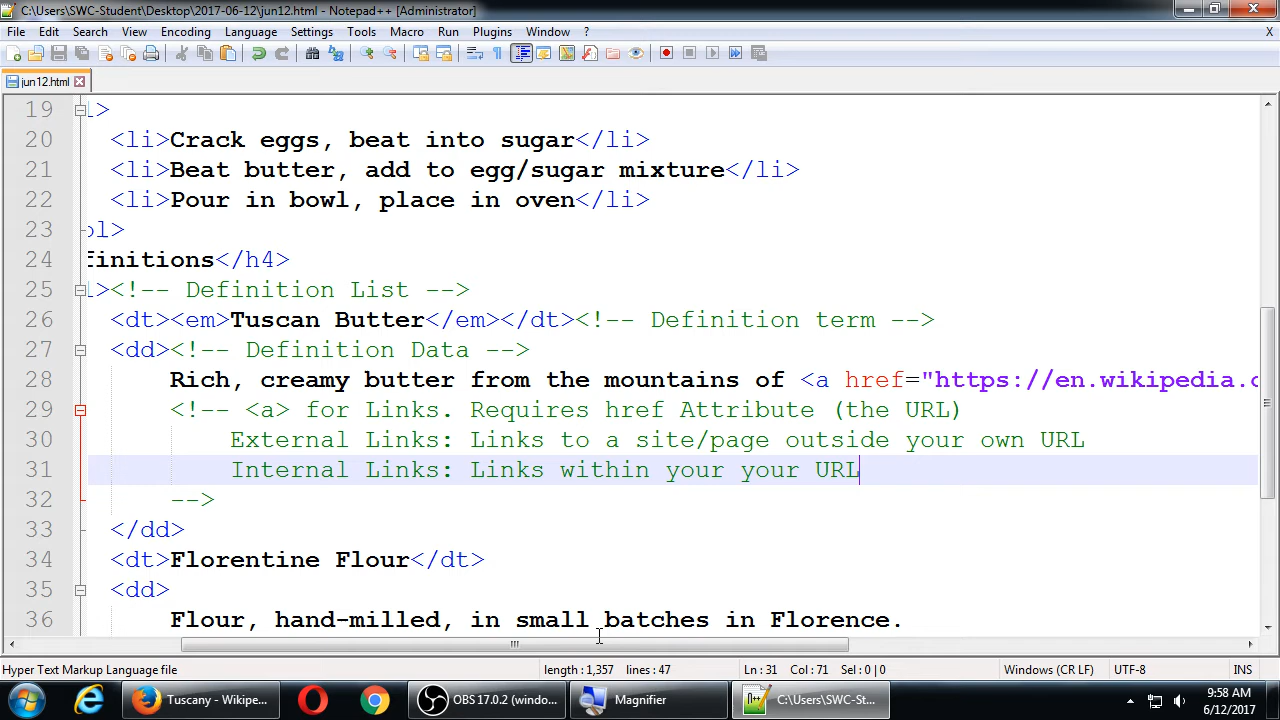 C:\Users\SWC-Student\Desktop\2017-06-12\jun12.html - Notepad++ [Administrator]
File Edit Search View Encoding Language Settings Tools Macro Run Plugins Window ? X
jun12.html
19 l>
20 <li>Crack eggs, beat into sugar</li>
21 <li>Beat butter, add to egg/sugar mixture</li>
22 <li>Pour in bowl, place in oven</li>
23 ol>
24 finitions</h4>
25 l><!-- Definition List -->
26 <dt><em>Tuscan Butter</em></dt><!-- Definition term -->
27 <dd><!-- Definition Data -->
28 Rich, creamy butter from the mountains of <a href="https://en.wikipedia.o
29 <!-- <a> for Links. Requires href Attribute (the URL)
30 External Links: Links to a site/page outside your own URL
31 Internal Links: Links within your your URL
32 -->
33 </dd>
34 <dt>Florentine Flour</dt>
35 <dd>
36 Flour, hand-milled, in small batches in Florence.
Hyper Text Markup Language file length : 1,357 lines : 47 Ln : 31 Col : 71 Sel : 0 | 0 Windows (CR LF) UTF-8 INS
Tuscany - Wikipe... OBS 17.0.2 (windo... Magnifier C:\Users\SWC-St... 9:58 AM
6/12/2017